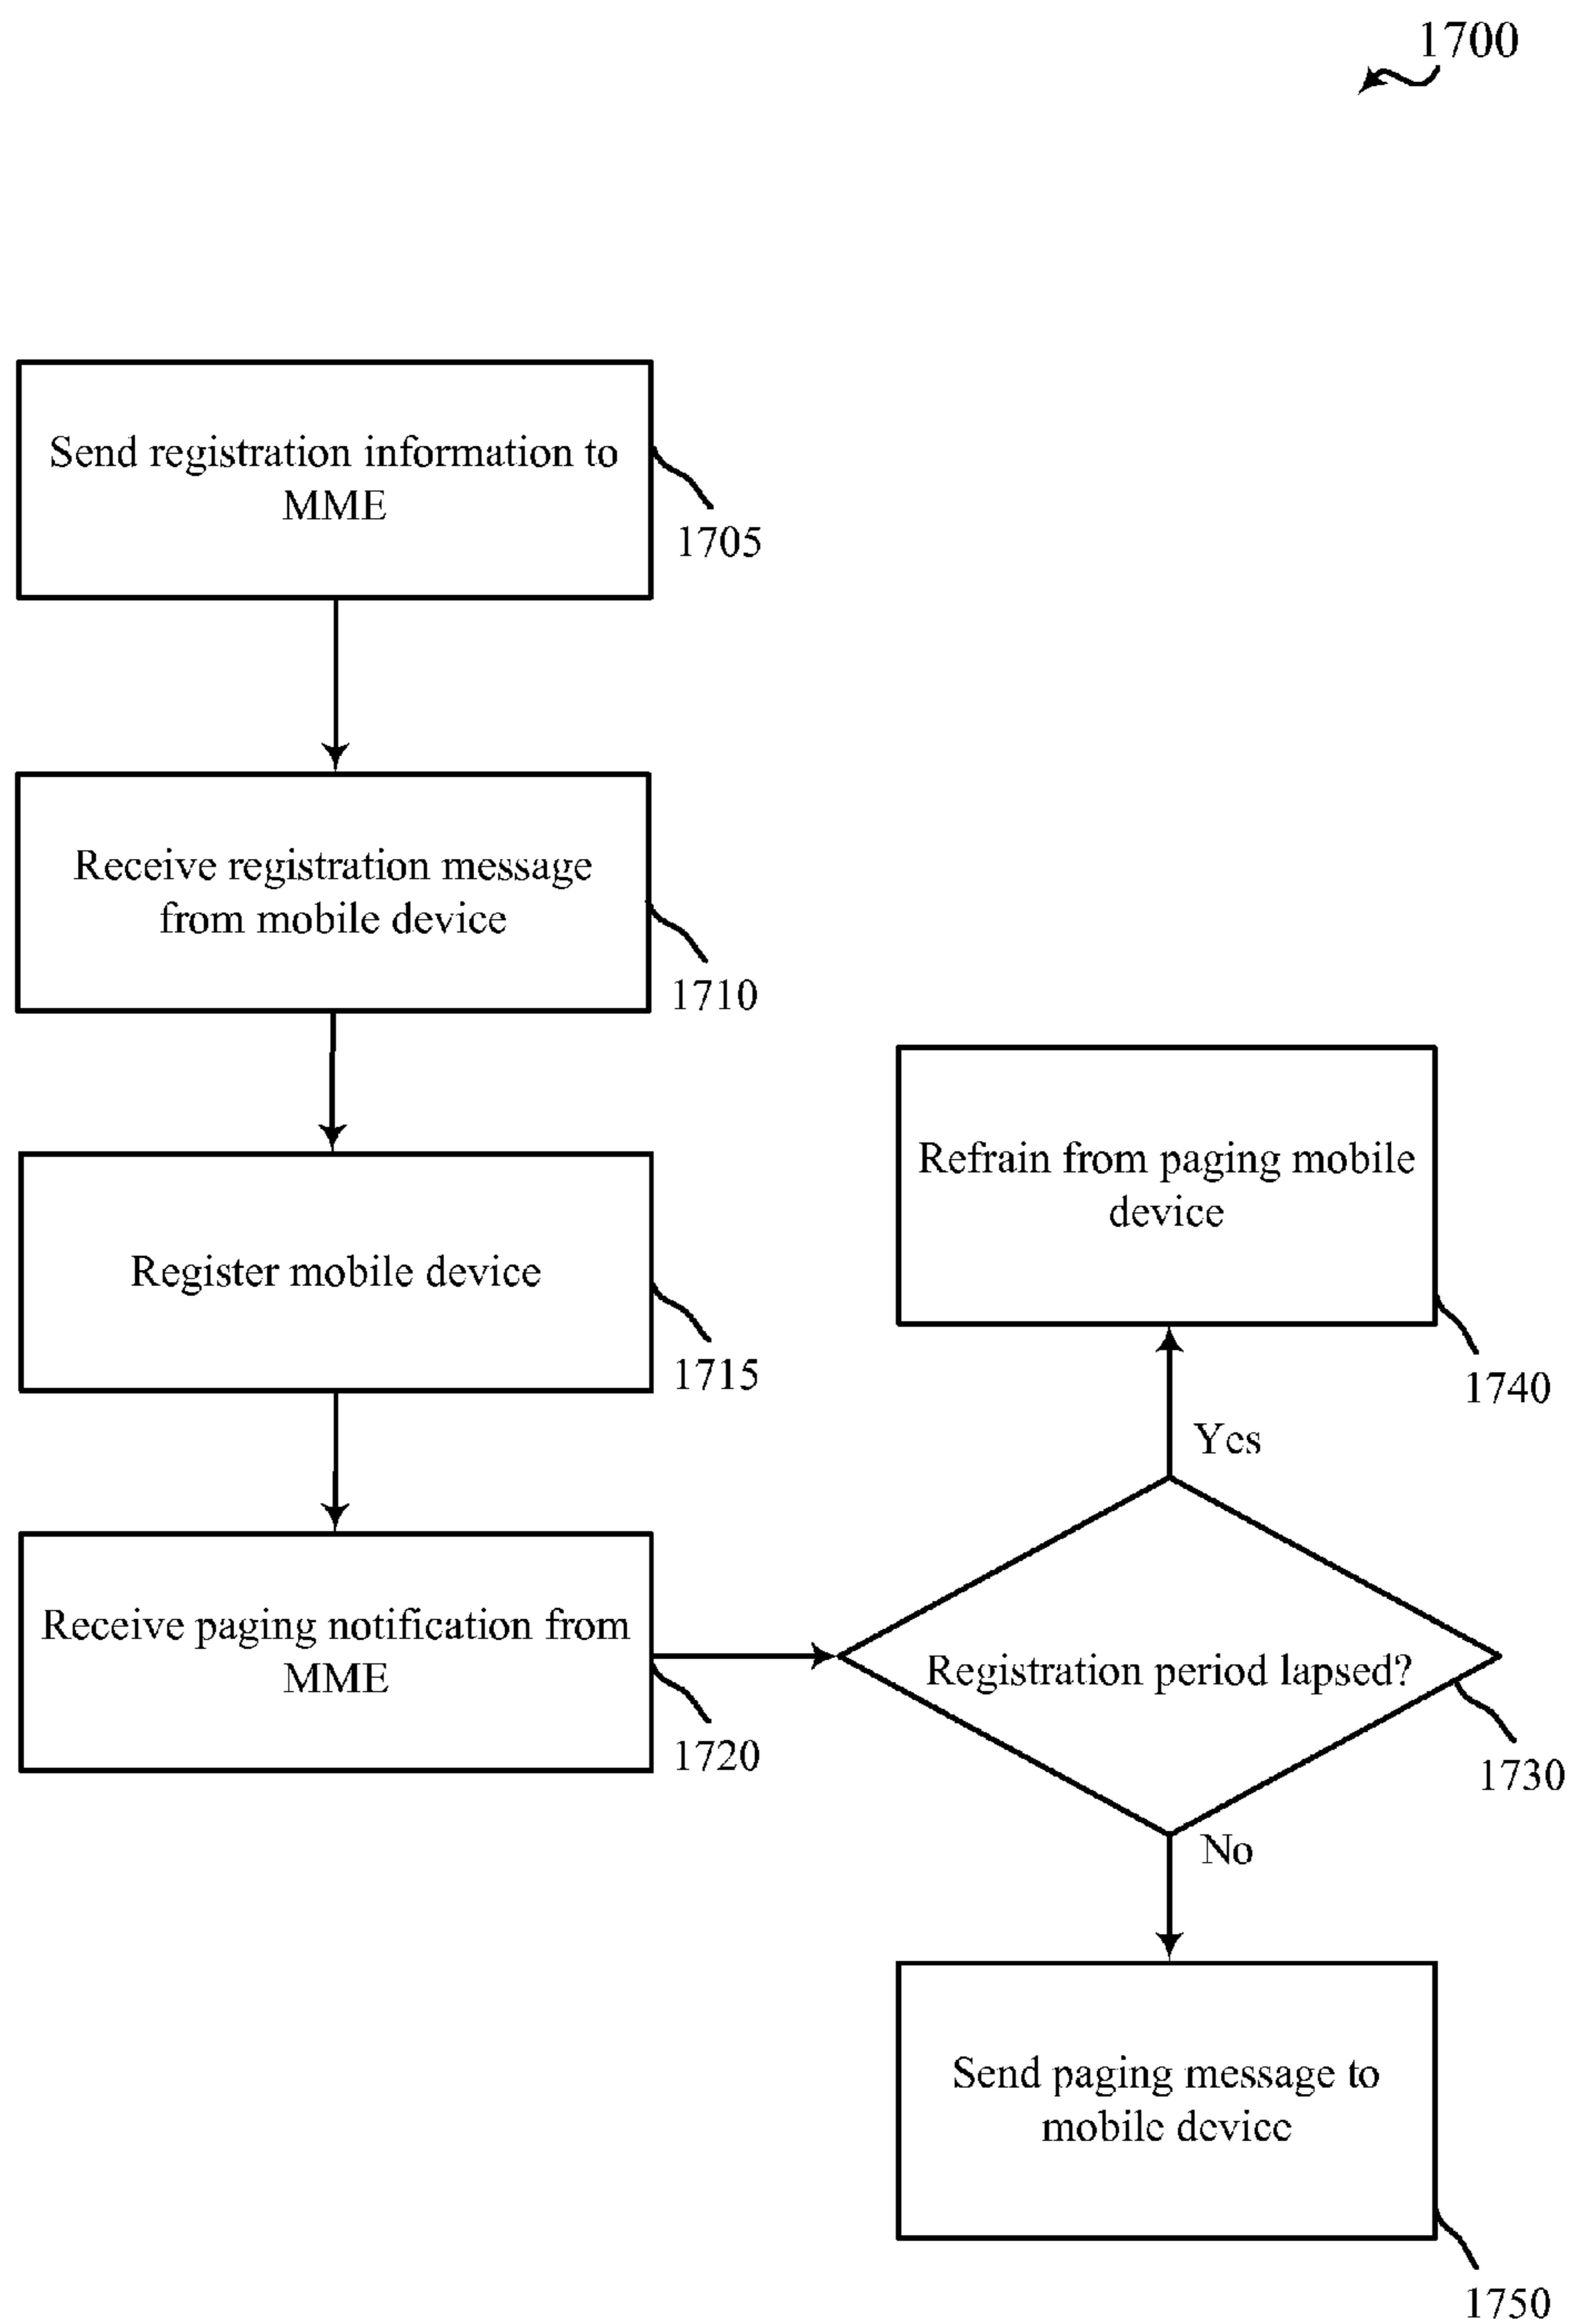 1700
Send registration information to
MME
1705
Receive registration message
from mobile device
1710
Register mobile device
1715
Receive paging notification from
MME
1720
Registration period lapsed?
1730
Yes
Refrain from paging mobile
device
1740
No
Send paging message to
mobile device
1750